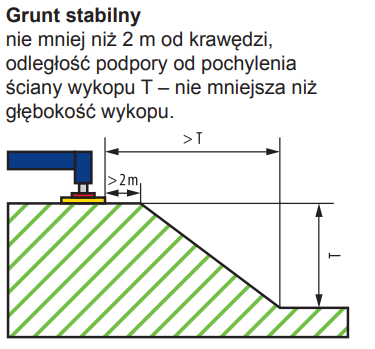 Grunt stabilny
nie mniej niż 2 m od krawędzi,
odległość podpory od pochylenia
ściany wykopu T – nie mniejsza niż
głębokość wykopu.
>T
>2m
T